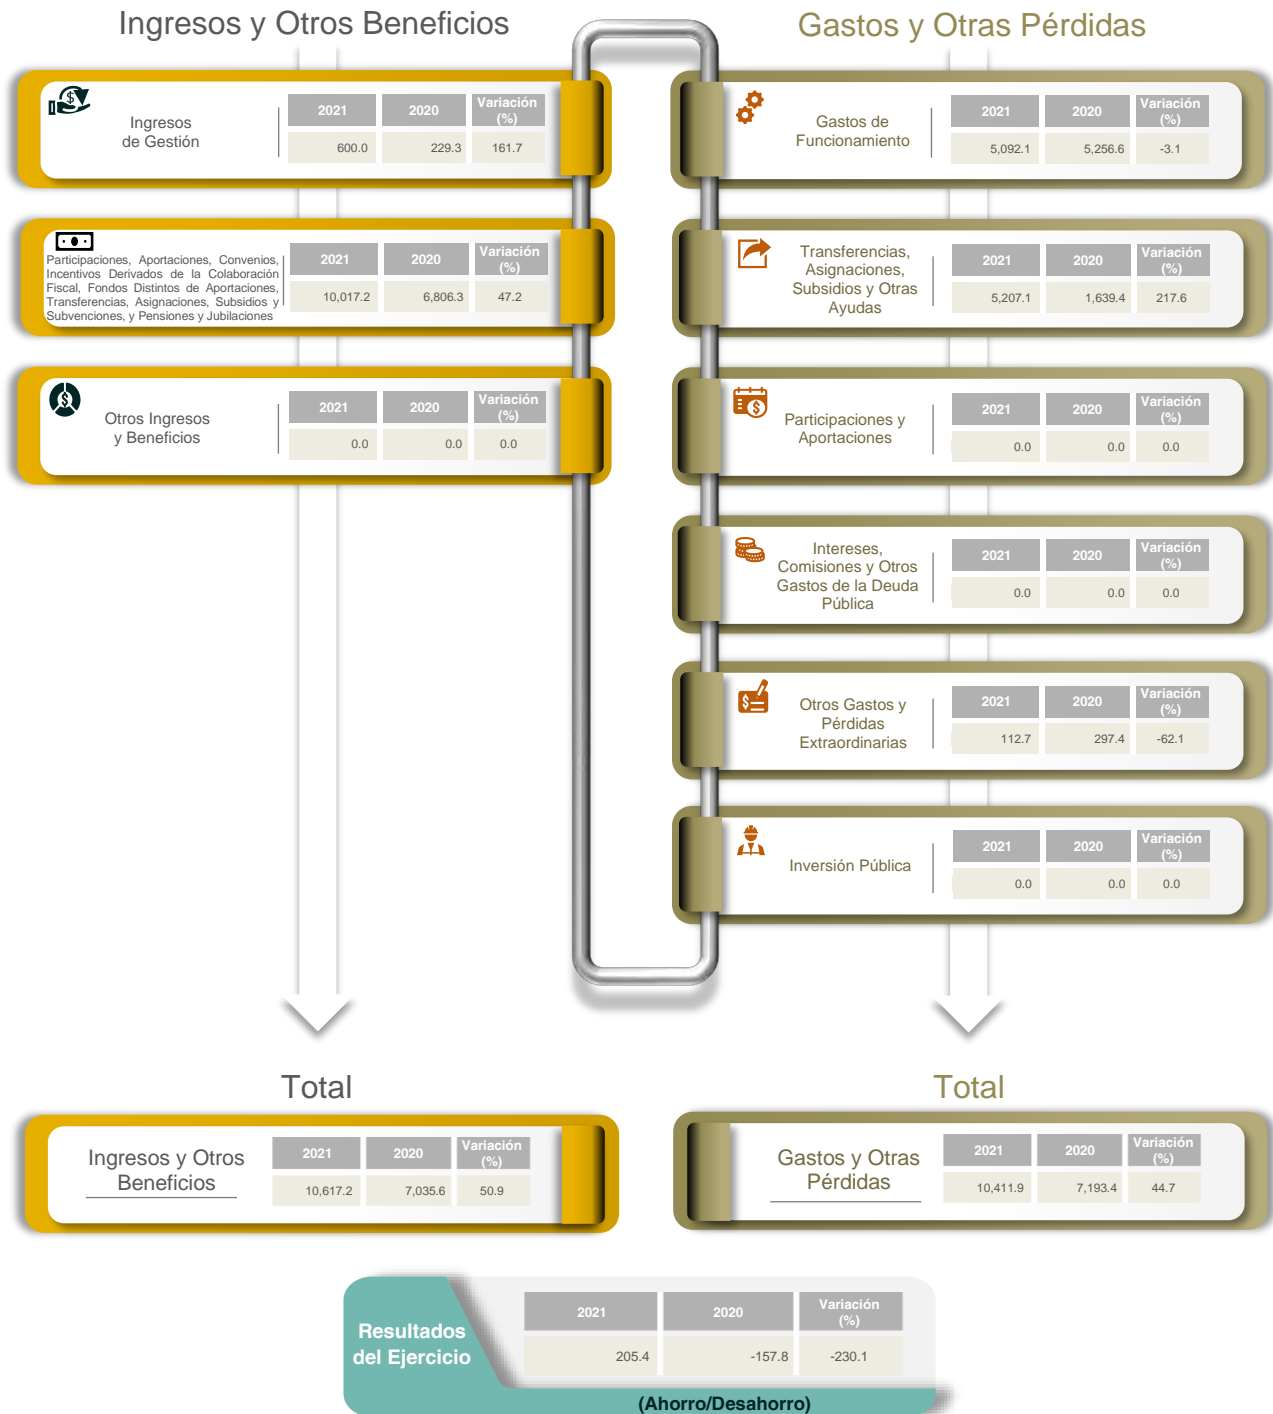 Ingresos y Otros Beneficios
Ingresos
de Gestión
2021 2020 Variación (%)
600.0 229.3 161.7
Participaciones, Aportaciones, Convenios,
Incentivos Derivados de la Colaboración
Fiscal, Fondos Distintos de Aportaciones,
Transferencias, Asignaciones, Subsidios y
Subvenciones, y Pensiones y Jubilaciones
2021 2020 Variación (%)
10,017.2 6,806.3 47.2
Otros Ingresos
y Beneficios
2021 2020 Variación (%)
0.0 0.0 0.0
Total
Ingresos y Otros
Beneficios
2021 2020 Variación (%)
10,617.2 7,035.6 50.9
Gastos y Otras Pérdidas
Gastos de
Funcionamiento
2021 2020 Variación (%)
5,092.1 5,256.6 -3.1
Transferencias,
Asignaciones,
Subsidios y Otras
Ayudas
2021 2020 Variación (%)
5,207.1 1,639.4 217.6
Participaciones y
Aportaciones
2021 2020 Variación (%)
0.0 0.0 0.0
Intereses,
Comisiones y Otros
Gastos de la Deuda
Pública
2021 2020 Variación (%)
0.0 0.0 0.0
Otros Gastos y
Pérdidas
Extraordinarias
2021 2020 Variación (%)
112.7 297.4 -62.1
Inversión Pública
2021 2020 Variación (%)
0.0 0.0 0.0
Total
Gastos y Otras
Pérdidas
2021 2020 Variación (%)
10,411.9 7,193.4 44.7
Resultados
del Ejercicio
2021 2020 Variación (%)
205.4 -157.8 -230.1
(Ahorro/Desahorro)